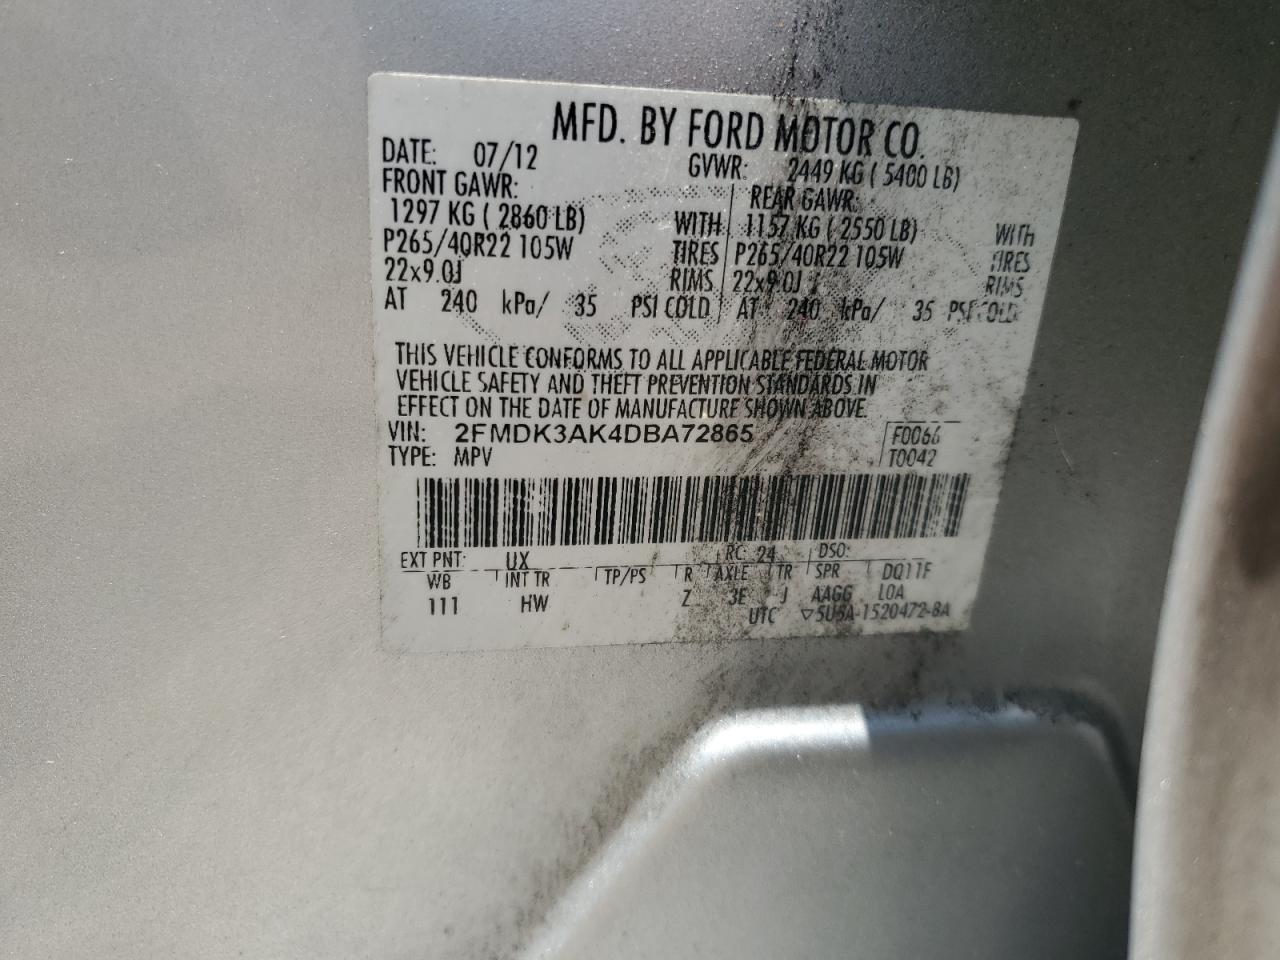 MFD. BY FORD MOTOR CO.
DATE: 07/12 GVWR: 2449 KG ( 5400 LB)
FRONT GAWR: REAR GAWR:
1297 KG ( 2860 LB) WITH 1157 KG ( 2550 LB) WITH
P265/40R22 105W TIRES P265/40R22 105W TIRES
22x9.0J RIMS 22x9.0J RIMS
AT 240 kPa/ 35 PSI COLD AT 240 kPa/ 35 PSI COLD
THIS VEHICLE CONFORMS TO ALL APPLICABLE FEDERAL MOTOR
VEHICLE SAFETY AND THEFT PREVENTION STANDARDS IN
EFFECT ON THE DATE OF MANUFACTURE SHOWN ABOVE.
VIN: 2FMDK3AK4DBA72865 F0066
TYPE: MPV T0042
EXT PNT: UX RC: 24 DSO:
WB INT TR TP/PS R AXLE TR SPR DQ11F
111 HW Z 3E J AAGG LOA
UTC ▽5U5A-1520472-BA